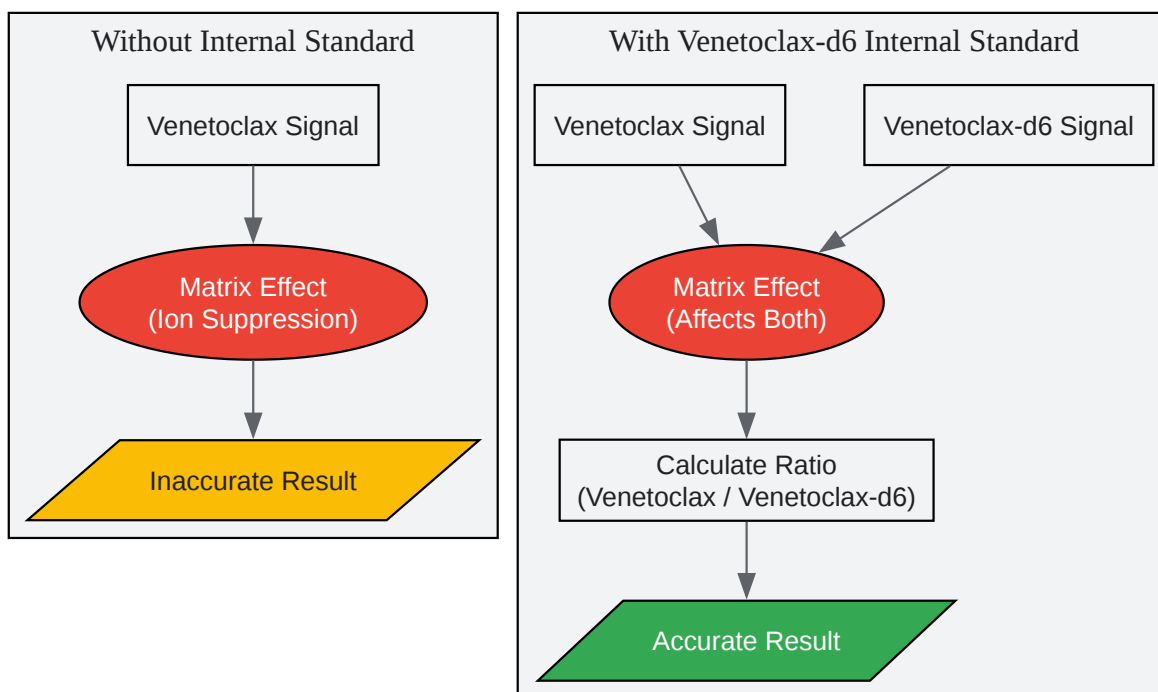 Without Internal Standard
Venetoclax Signal
Matrix Effect
(Ion Suppression)
Inaccurate Result
With Venetoclax-d6 Internal Standard
Venetoclax Signal
Venetoclax-d6 Signal
Matrix Effect
(Affects Both)
Calculate Ratio
(Venetoclax / Venetoclax-d6)
Accurate Result